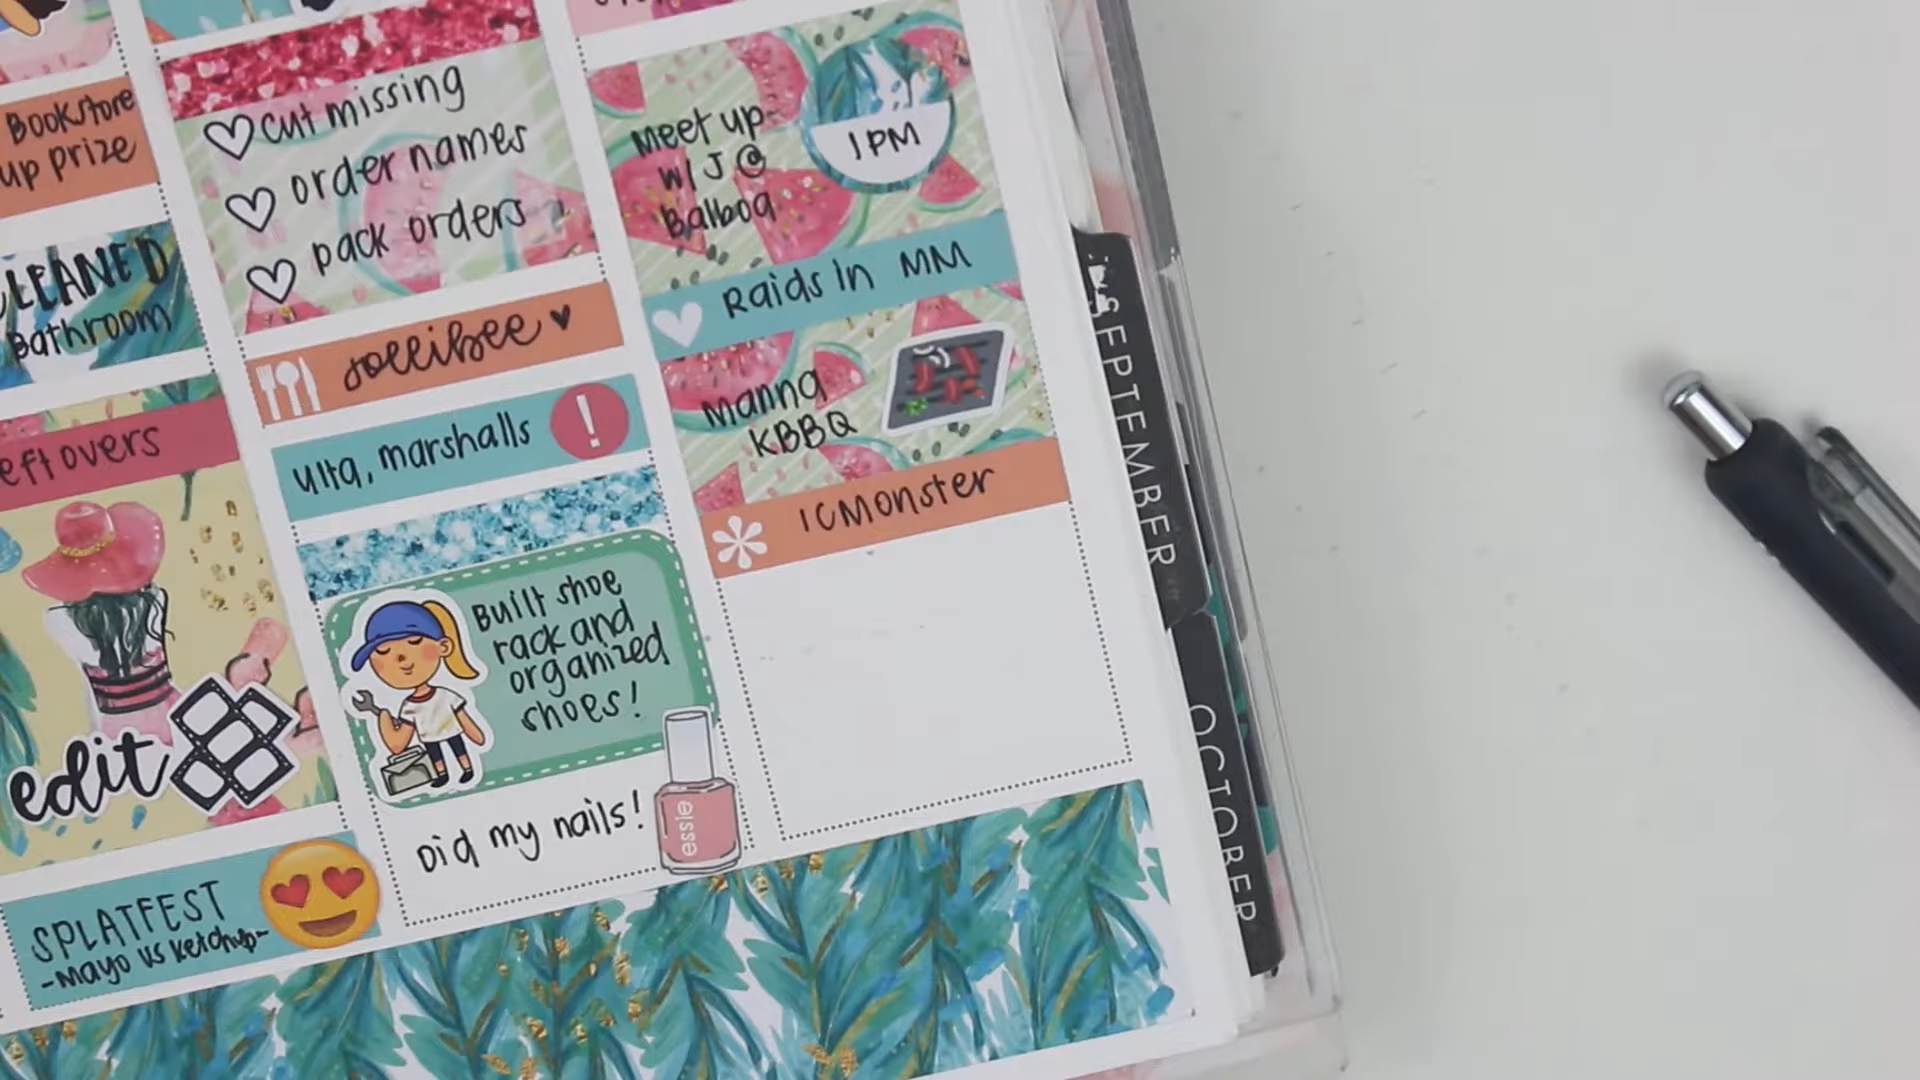 BOOKStore
up prize
CLEANED
Bathroom
eftovers
edit
SPLATFEST
-Mayo vs Ketchup-
cut missing
order names
pack orders
Jollibee
Ulta, marshalls
!
Built shoe
rack and
organized
shoes!
Did my nails!
essie
Meet up
w/ J @
Balboa
1 PM
Raids in MM
Manna
KBBQ
ICMonster
SEPTEMBER
OCTOBER